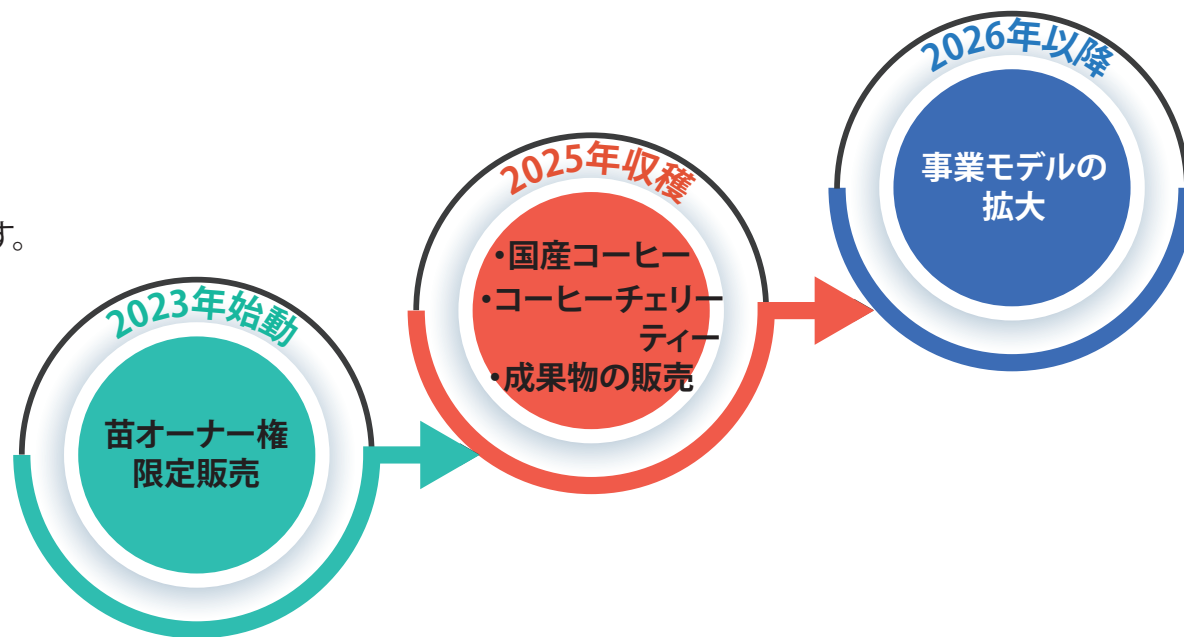 す。
2023年始動
苗オーナー権
限定販売
2025年収穫
・国産コーヒー
・コーヒーチェリー
ティー
・成果物の販売
2026年以降
事業モデルの
拡大